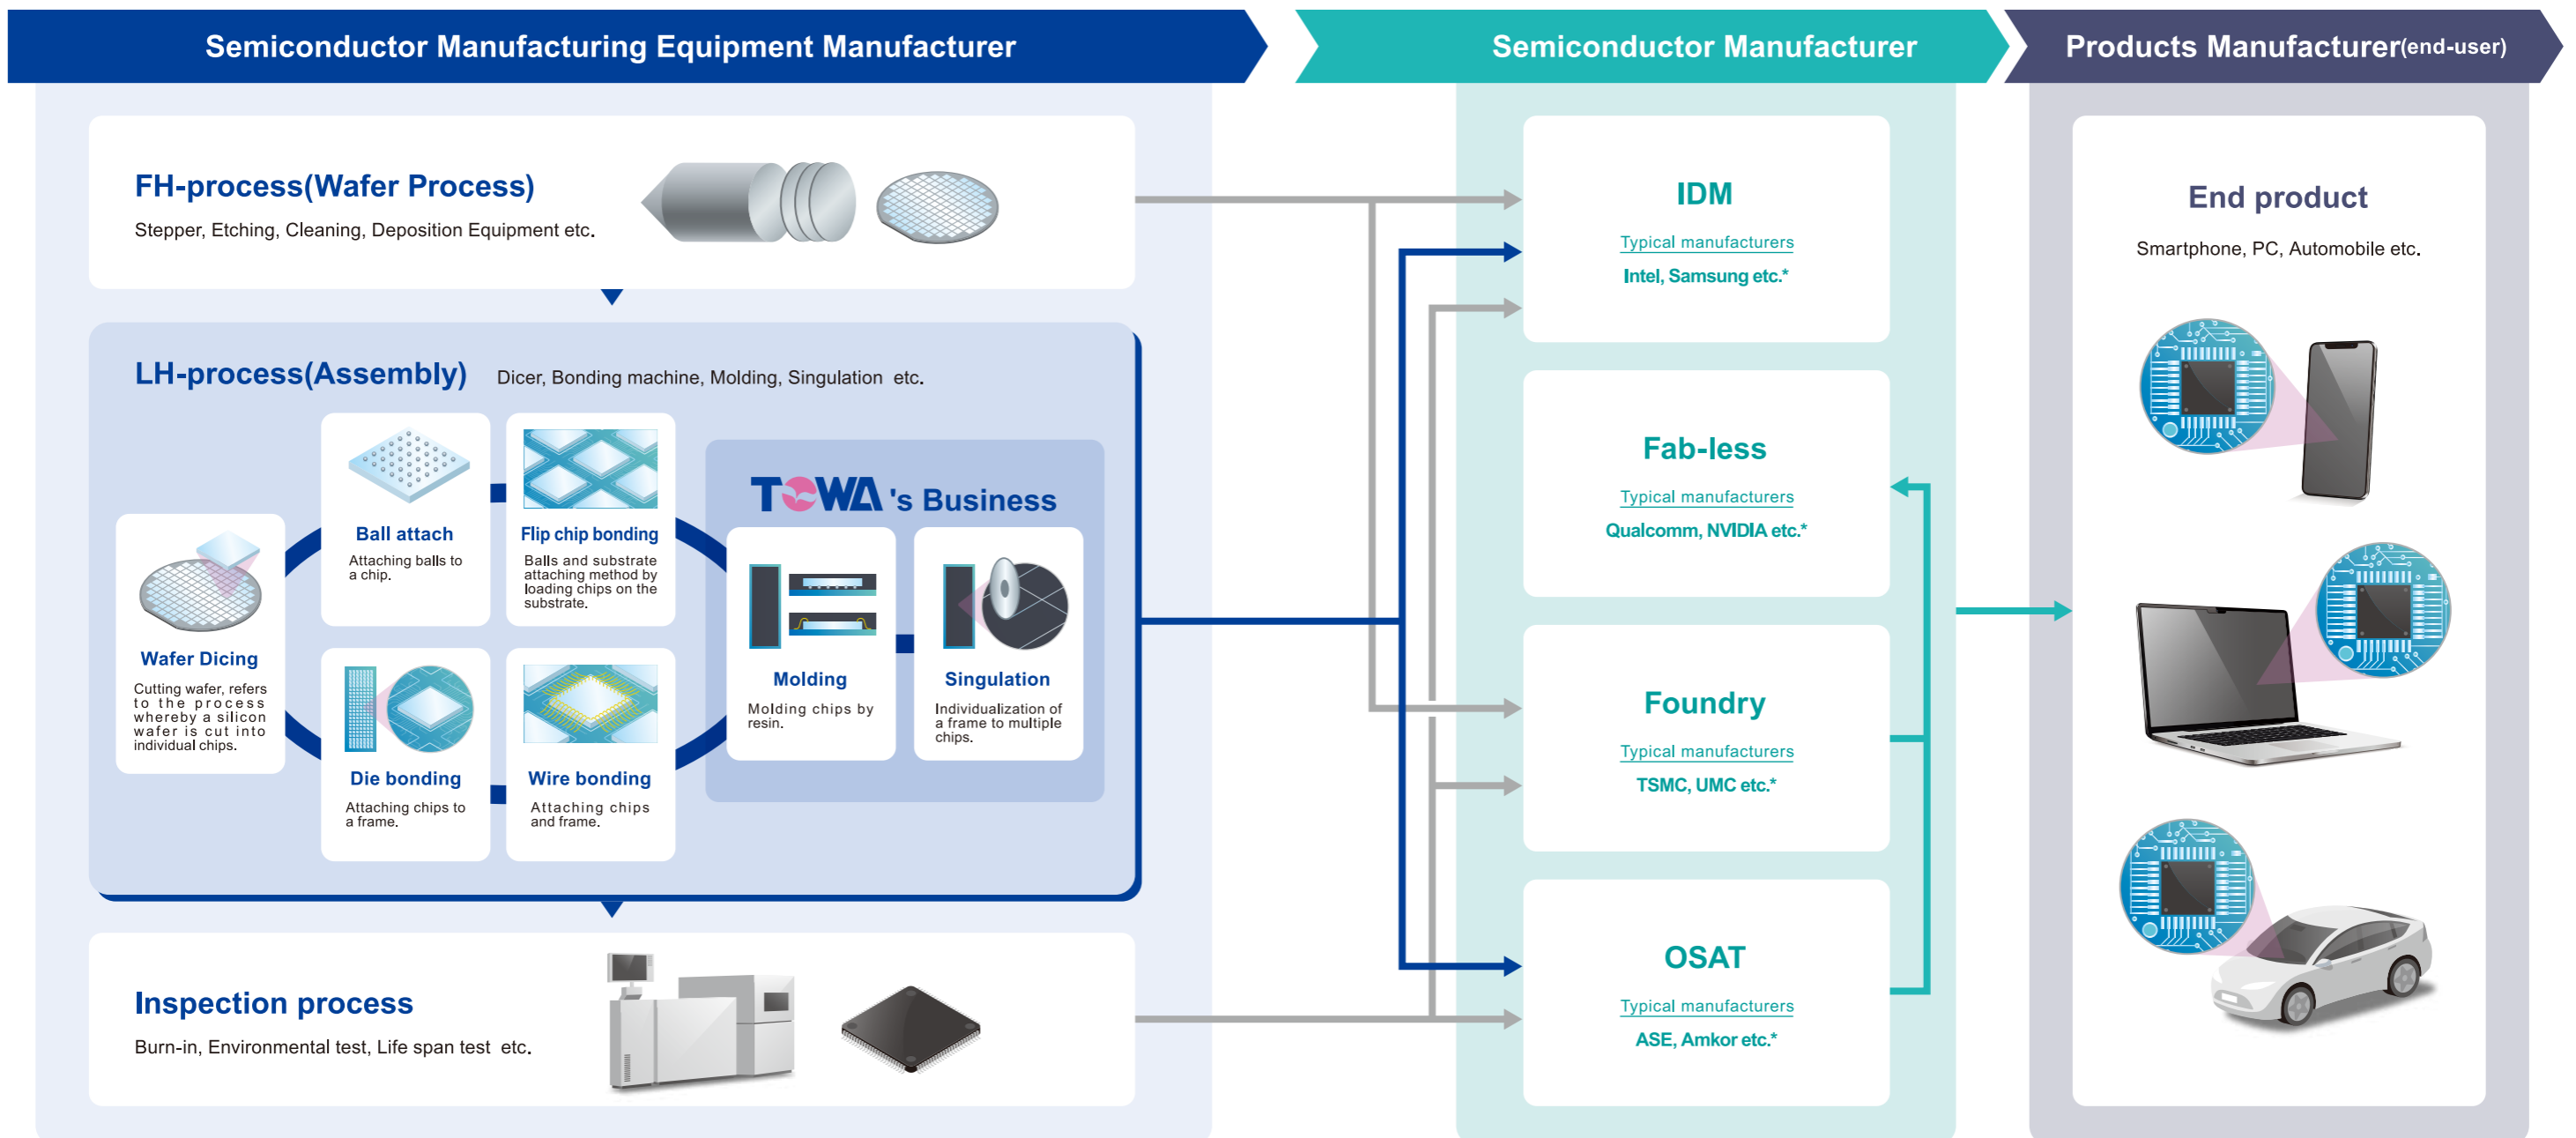 Semiconductor Manufacturing Equipment Manufacturer
Semiconductor Manufacturer
Products Manufacturer(end-user)
FH-process(Wafer Process)
Stepper, Etching, Cleaning, Deposition Equipment etc.
LH-process(Assembly)
Dicer, Bonding machine, Molding, Singulation etc.
Wafer Dicing
Cutting wafer, refers
to the process
whereby a silicon
wafer is cut into
individual chips.
Ball attach
Attaching balls to
a chip.
Flip chip bonding
Balls and substrate
attaching method by
loading chips on the
substrate.
Die bonding
Attaching chips to
a frame.
Wire bonding
Attaching chips
and frame.
TOWA 's Business
Molding
Molding chips by
resin.
Singulation
Individualization of
a frame to multiple
chips.
Inspection process
Burn-in, Environmental test, Life span test etc.
IDM
Typical manufacturers
Intel, Samsung etc.*
Fab-less
Typical manufacturers
Qualcomm, NVIDIA etc.*
Foundry
Typical manufacturers
TSMC, UMC etc.*
OSAT
Typical manufacturers
ASE, Amkor etc.*
End product
Smartphone, PC, Automobile etc.